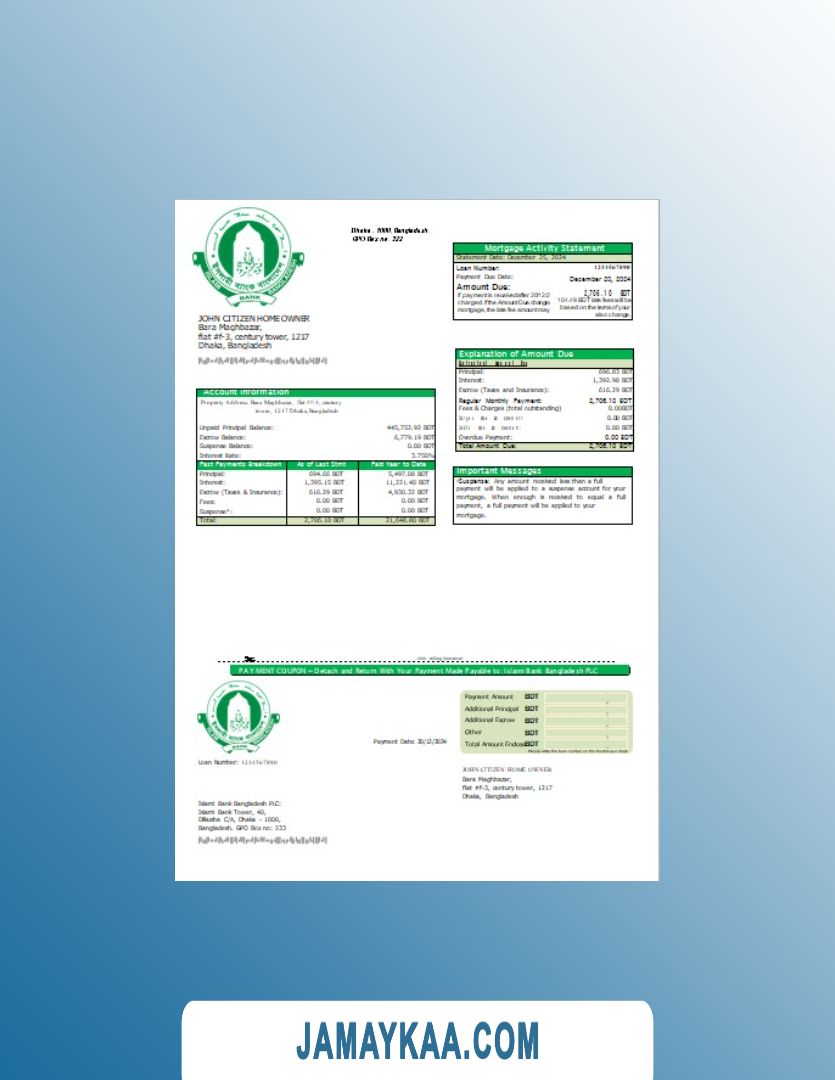 Dhaka - 1000, Bangladesh.
GPO Box no: 222
Mortgage Activity Statement
Statement Date: December 25, 2024
Loan Number: 1234567890
Payment Due Date: December 20, 2024
Amount Due: 2,706.10 BDT
If payment is received after
charged. If the Amount Due change
mortgage, the late fee amount may
late fees will be
based on the terms of your
also change.
JOHN CITIZEN HOME OWNER
Bara Maghbazar,
flat #f-3, century tower, 1217
Dhaka, Bangladesh
Explanation of Amount Due
Principal: 696.83 BDT
Interest: 1,392.98 BDT
Escrow (Taxes and Insurance): 616.29 BDT
Regular Monthly Payment: 2,706.10 BDT
Fees & Charges (total outstanding) 0.00BDT
0.00 BDT
0.00 BDT
Overdue Payment: 0.00 BDT
Total Amount Due: 2,706.10 BDT
Account Information
Property Address: Bara Maghbazar, flat #f-3, century
tower, 1217 Dhaka, Bangladesh
Unpaid Principal Balance: 445,752.92 BDT
Escrow Balance: 6,779.19 BDT
Suspense Balance: 0.00 BDT
Interest Rate: 3.750%
Past Payments Breakdown As of Last Stmt Paid Year to Date
Principal: 694.66 BDT 5,497.08 BDT
Interest: 1,395.15 BDT 11,221.40 BDT
Escrow (Taxes & Insurance): 616.29 BDT 4,930.32 BDT
Fees: 0.00 BDT 0.00 BDT
Suspense*: 0.00 BDT 0.00 BDT
Total: 2,706.10 BDT 21,648.80 BDT
Important Messages
*Suspense: Any amount received less than a full
payment will be applied to a suspense account for your
mortgage. When enough is received to equal a full
payment, a full payment will be applied to your
mortgage.
PAYMENT COUPON – Detach and Return With Your Payment Made Payable to: Islami Bank Bangladesh PLC
ইসলামী ব্যাংক বাংলাদেশ
ISLAMI BANK BANGLADESH
Payment Date: 20/12/2024
Payment Amount BDT
Additional Principal BDT
Additional Escrow BDT
Other BDT
Total Amount Enclosed BDT
Please write the loan number on the front of your check
Loan Number: 1234567890
JOHN CITIZEN HOME OWNER
Bara Maghbazar,
flat #f-3, century tower, 1217
Dhaka, Bangladesh
Islami Bank Bangladesh PLC:
Islami Bank Tower, 40,
Dilkusha C/A, Dhaka - 1000,
Bangladesh. GPO Box no: 233
JAMAYKAA.COM